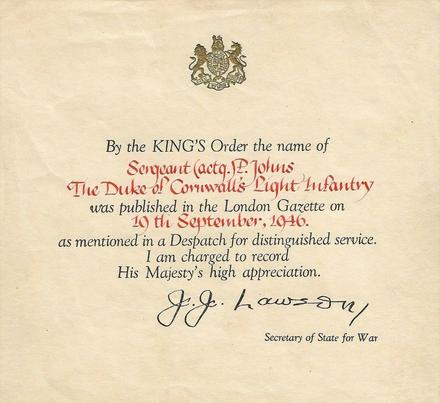 By the KING'S Order the name of
Sergeant (actg.) P. Johns
The Duke of Cornwall's Light Infantry
was published in the London Gazette on
19th September, 1946.
as mentioned in a Despatch for distinguished service.
I am charged to record
His Majesty's high appreciation.
J. J. Lawson
Secretary of State for War